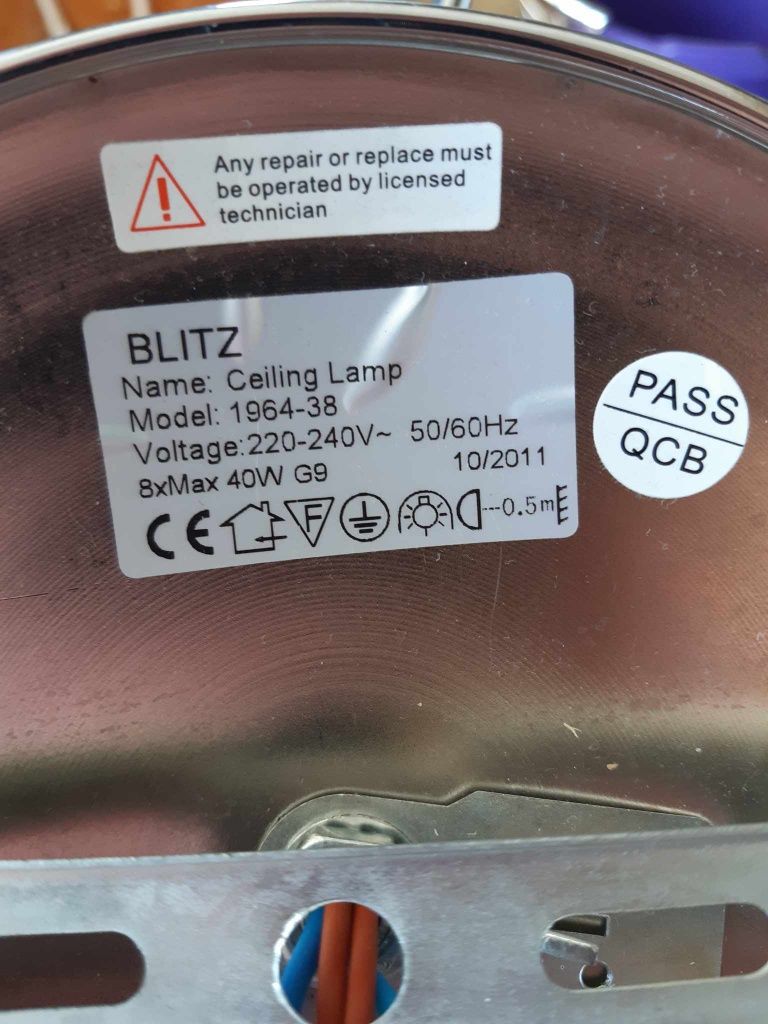 Any repair or replace must
be operated by licensed
technician
BLITZ
Name: Ceiling Lamp
Model: 1964-38
Voltage:220-240V~ 50/60Hz
8xMax 40W G9 10/2011
CE F ---0.5m
PASS
QCB